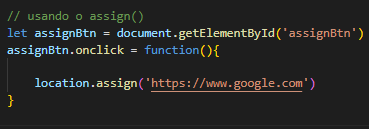 // usando o assign()
let assignBtn = document.getElementById('assignBtn')
assignBtn.onclick = function(){
location.assign('https://www.google.com')
}